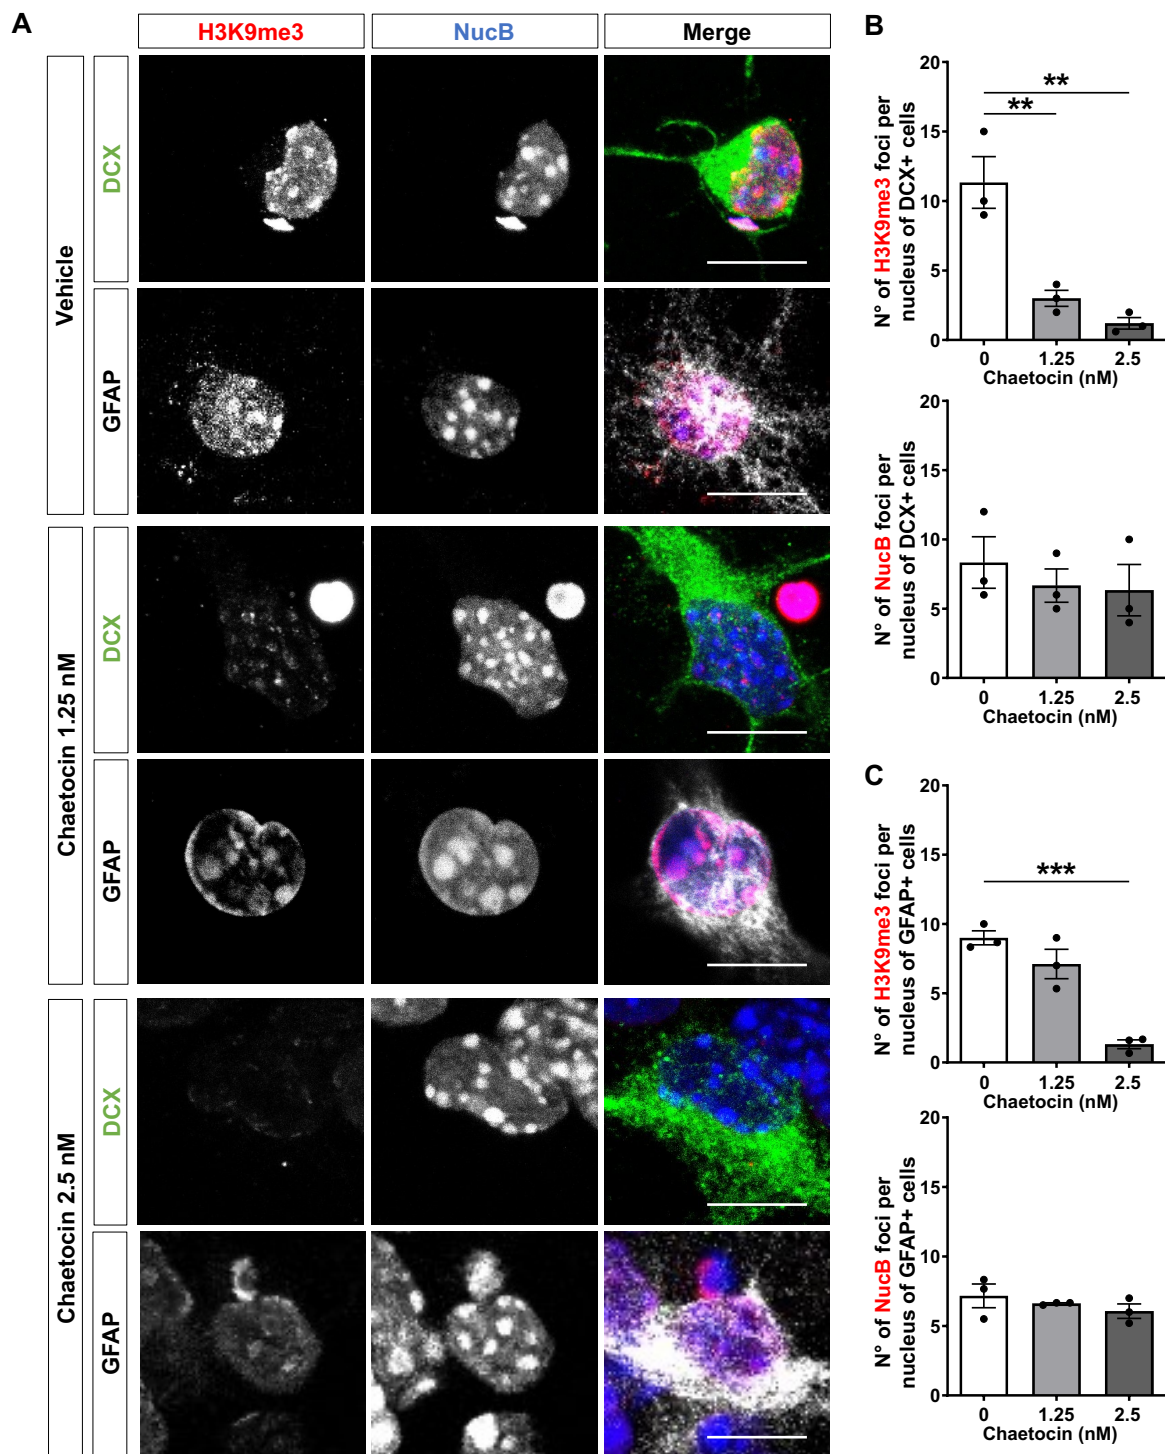 A
H3K9me3
NucB
Merge
Vehicle
DCX
GFAP
Chaetocin 1.25 nM
DCX
GFAP
Chaetocin 2.5 nM
DCX
GFAP
B
N° of H3K9me3 foci per
nucleus of DCX+ cells
20
15
10
5
0
**
**
0 1.25 2.5
Chaetocin (nM)
N° of NucB foci per
nucleus of DCX+ cells
20
15
10
5
0
0 1.25 2.5
Chaetocin (nM)
C
N° of H3K9me3 foci per
nucleus of GFAP+ cells
20
15
10
5
0
***
0 1.25 2.5
Chaetocin (nM)
N° of NucB foci per
nucleus of GFAP+ cells
20
15
10
5
0
0 1.25 2.5
Chaetocin (nM)